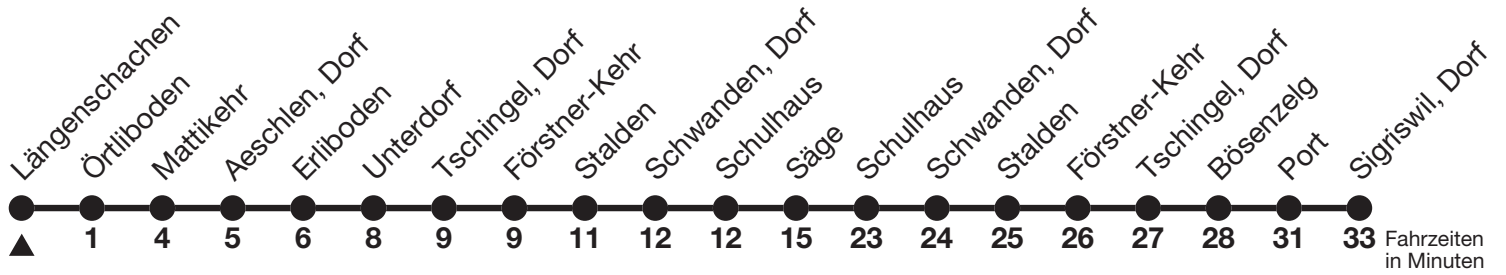 Längenschachen
Örtliboden
Mattikehr
Aeschlen, Dorf
Erliboden
Unterdorf
Tschingel, Dorf
Förstner-Kehr
Stalden
Schwanden, Dorf
Schulhaus
Säge
Schulhaus
Schwanden, Dorf
Stalden
Förstner-Kehr
Tschingel, Dorf
Bösenzelg
Port
Sigriswil, Dorf
1 4 5 6 8 9 9 11 12 12 15 23 24 25 26 27 28 31 33 Fahrzeiten
in Minuten